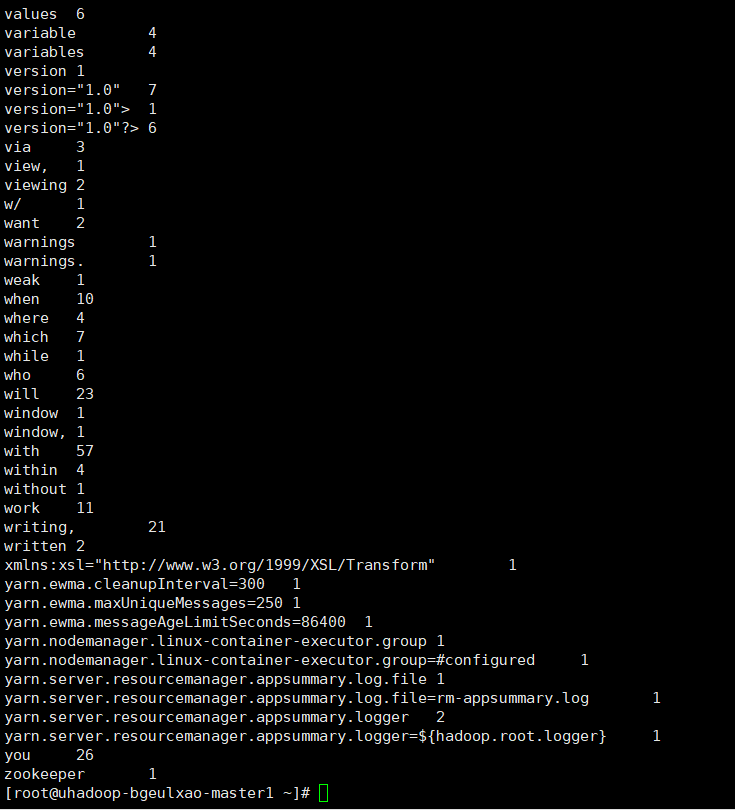 values	6
variable	4
variables	4
version	1
version="1.0"	7
version="1.0">	1
version="1.0"?>	6
via	3
view,	1
viewing	2
w/	1
want	2
warnings	1
warnings.	1
weak	1
when	10
where	4
which	7
while	1
who	6
will	23
window	1
window,	1
with	57
within	4
without	1
work	11
writing,	21
written	2
xmlns:xsl="http://www.w3.org/1999/XSL/Transform"	1
yarn.ewma.cleanupInterval=300	1
yarn.ewma.maxUniqueMessages=250	1
yarn.ewma.messageAgeLimitSeconds=86400	1
yarn.nodemanager.linux-container-executor.group	1
yarn.nodemanager.linux-container-executor.group=#configured	1
yarn.server.resourcemanager.appsummary.log.file	1
yarn.server.resourcemanager.appsummary.log.file=rm-appsummary.log	1
yarn.server.resourcemanager.appsummary.logger	2
yarn.server.resourcemanager.appsummary.logger=${hadoop.root.logger}	1
you	26
zookeeper	1
[root@uhadoop-bgeulxao-master1 ~]#